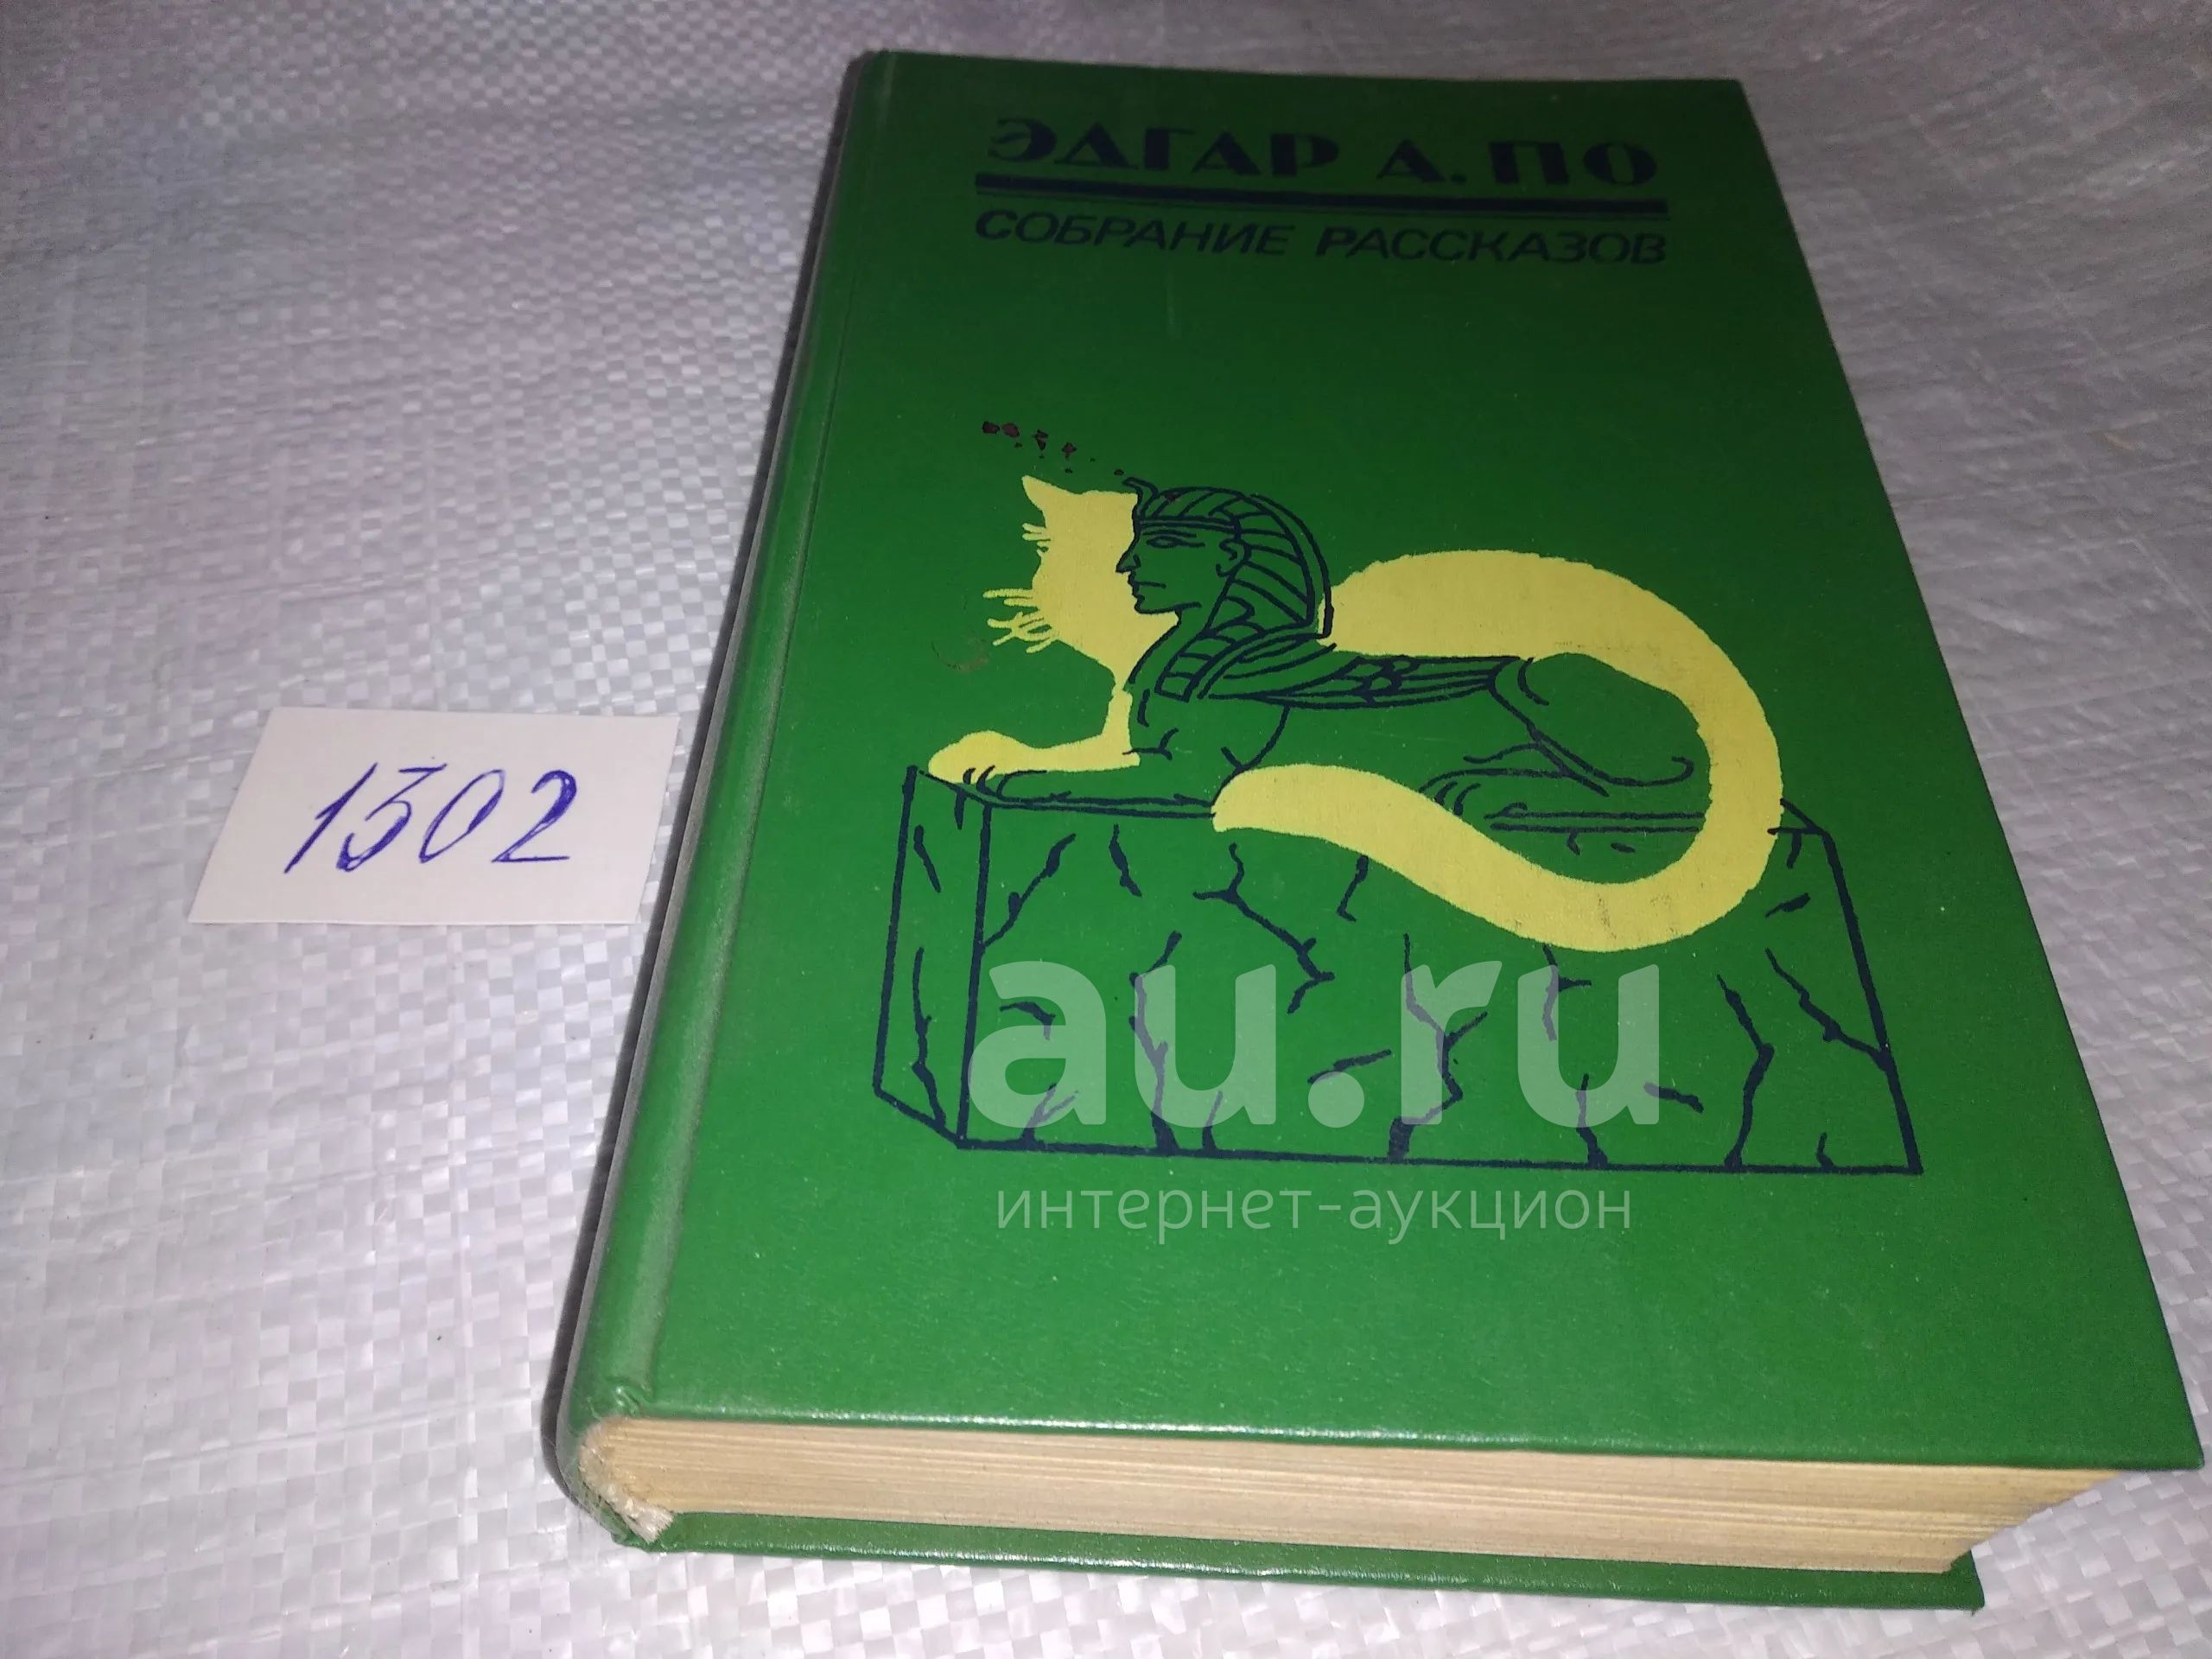 ЭДГАР А. ПО
СОБРАНИЕ РАССКАЗОВ
1302
au.ru
интернет-аукцион